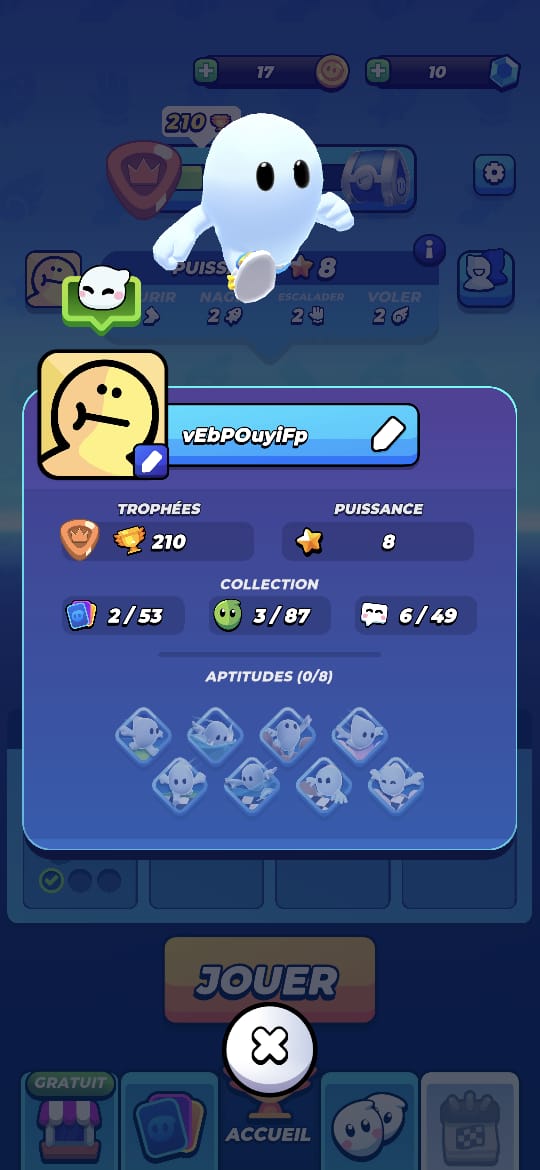 17
10
210
PUISS
8
URIR
NAG
ESCALADER
VOLER
2
2
2
vEbPOuyiFp
TROPHÉES
PUISSANCE
210
8
COLLECTION
2/53
3/87
6/49
APTITUDES (0/8)
JOUER
GRATUIT
ACCUEIL